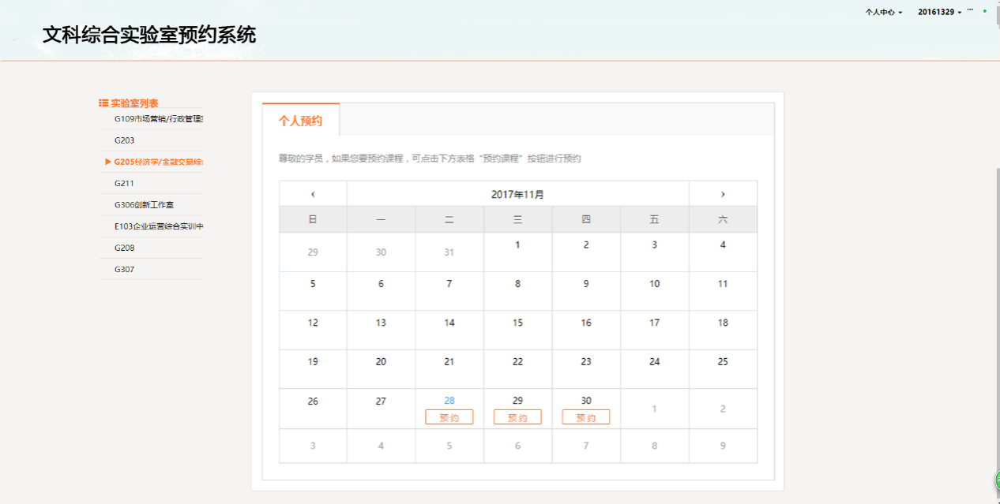 个人中心 20161329 ...
文科综合实验室预约系统
实验室列表
G109市场营销/行政管理
G203
G205经济学/金融交易综
G211
G306创新工作室
E103企业运营综合实训中
G208
G307
个人预约
尊敬的学员，如果您要预约课程，可点击下方表格“预约课程”按钮进行预约
‹ 2017年11月 ›
日 一 二 三 四 五 六
29 30 31 1 2 3 4
5 6 7 8 9 10 11
12 13 14 15 16 17 18
19 20 21 22 23 24 25
26 27 28 29 30 1 2
预约 预约 预约
3 4 5 6 7 8 9